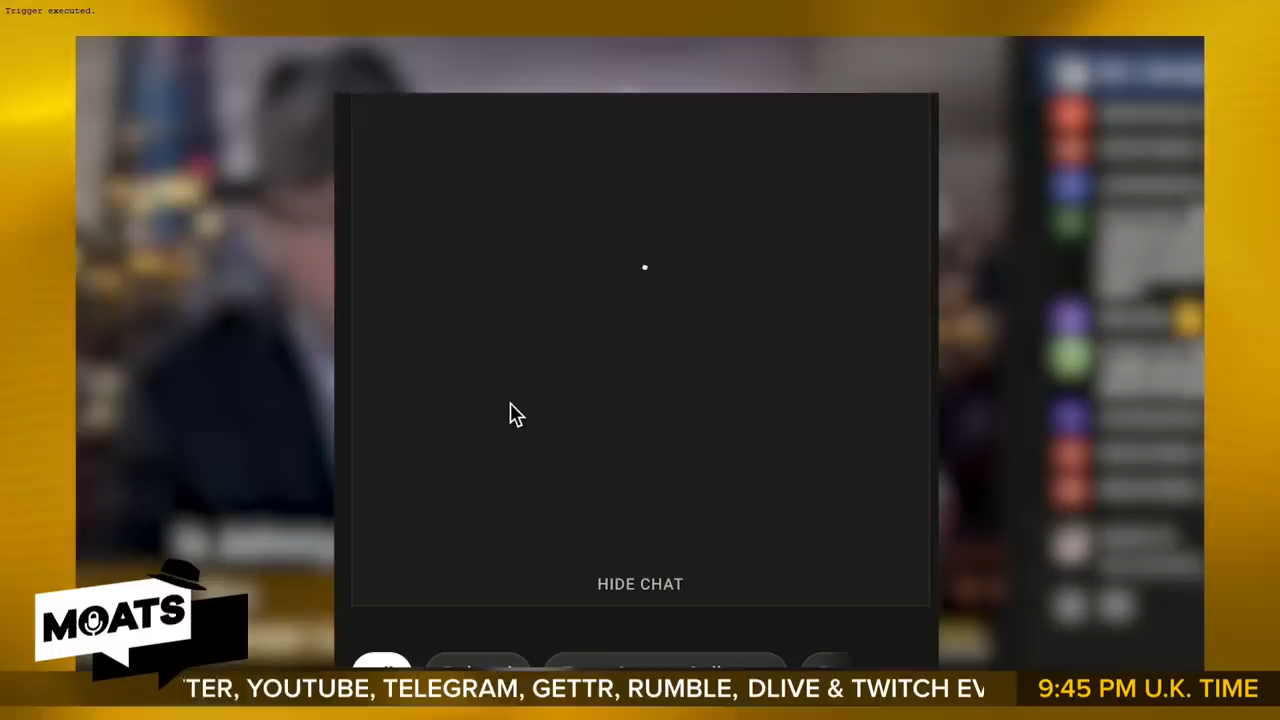 Trigger executed.
HIDE CHAT
MOATS
TER, YOUTUBE, TELEGRAM, GETTR, RUMBLE, DLIVE & TWITCH EV
9:45 PM U.K. TIME